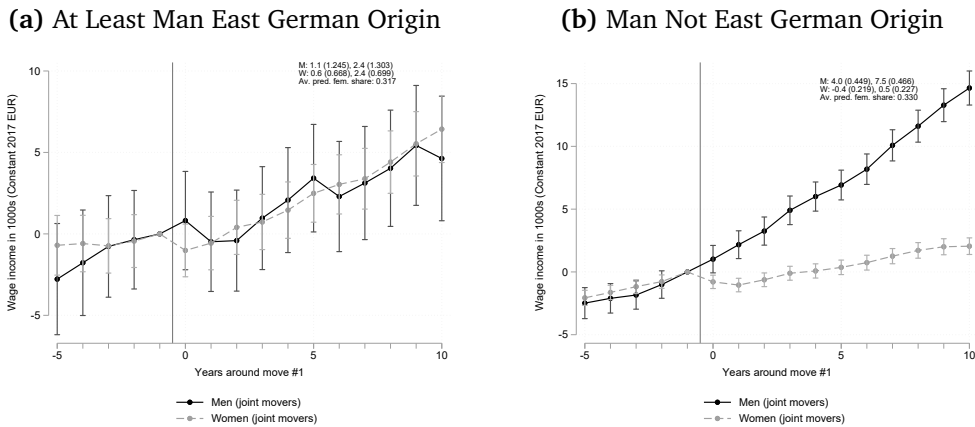 (a) At Least Man East German Origin
M: 1.1 (1.245), 2.4 (1.303)
W: 0.6 (0.668), 2.4 (0.699)
Av. pred. fem. share: 0.317
Wage income in 1000s (Constant 2017 EUR)
10
5
0
-5
-5 0 5 10
Years around move #1
Men (joint movers)
Women (joint movers)
(b) Man Not East German Origin
M: 4.0 (0.449), 7.5 (0.466)
W: -0.4 (0.219), 0.5 (0.227)
Av. pred. fem. share: 0.330
Wage income in 1000s (Constant 2017 EUR)
15
10
5
0
-5
-5 0 5 10
Years around move #1
Men (joint movers)
Women (joint movers)